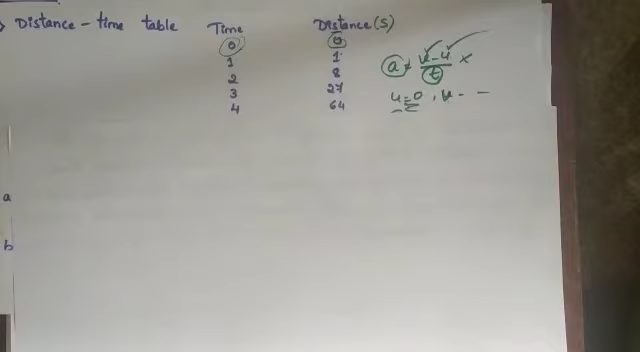 Distance - time table Time Distance (S)
0 0
1 1
2 8
3 27
4 64
a = v - u / t ×
u = 0 , v - -
a
b